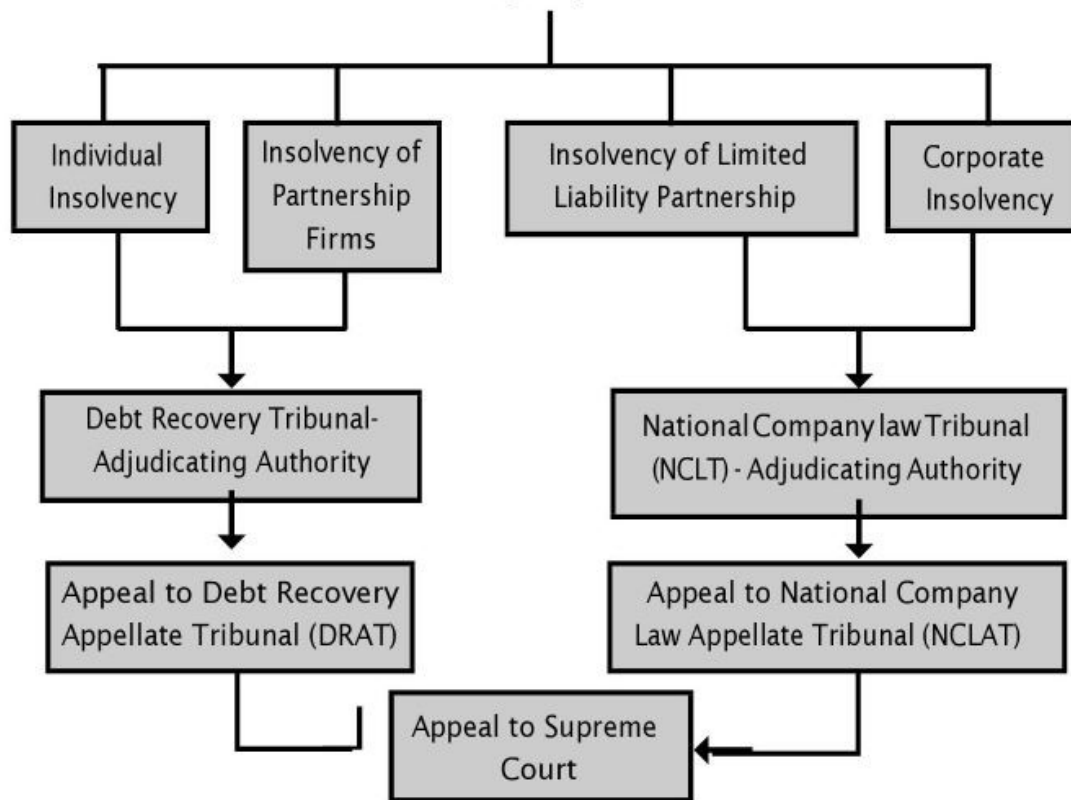 Individual
Insolvency
Insolvency of
Partnership
Firms
Insolvency of Limited
Liability Partnership
Corporate
Insolvency
Debt Recovery Tribunal-
Adjudicating Authority
National Company law Tribunal
(NCLT) - Adjudicating Authority
Appeal to Debt Recovery
Appellate Tribunal (DRAT)
Appeal to National Company
Law Appellate Tribunal (NCLAT)
Appeal to Supreme
Court